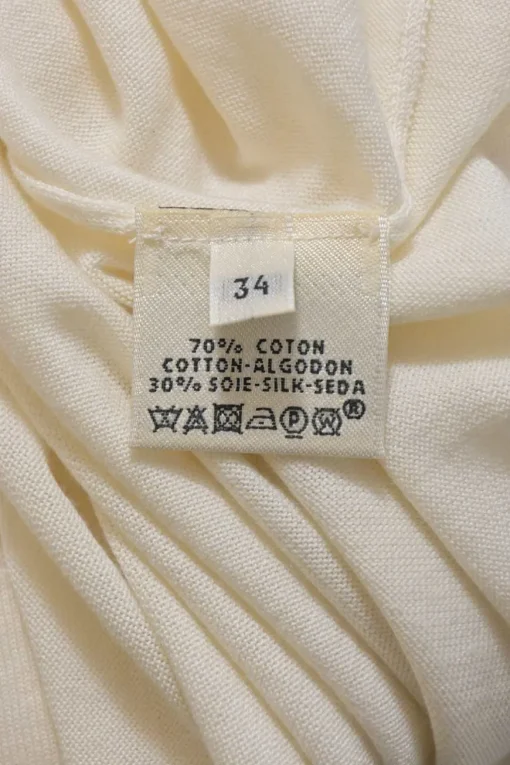 34
70% COTON
COTTON-ALGODON
30% SOIE-SILK-SEDA
P W ®